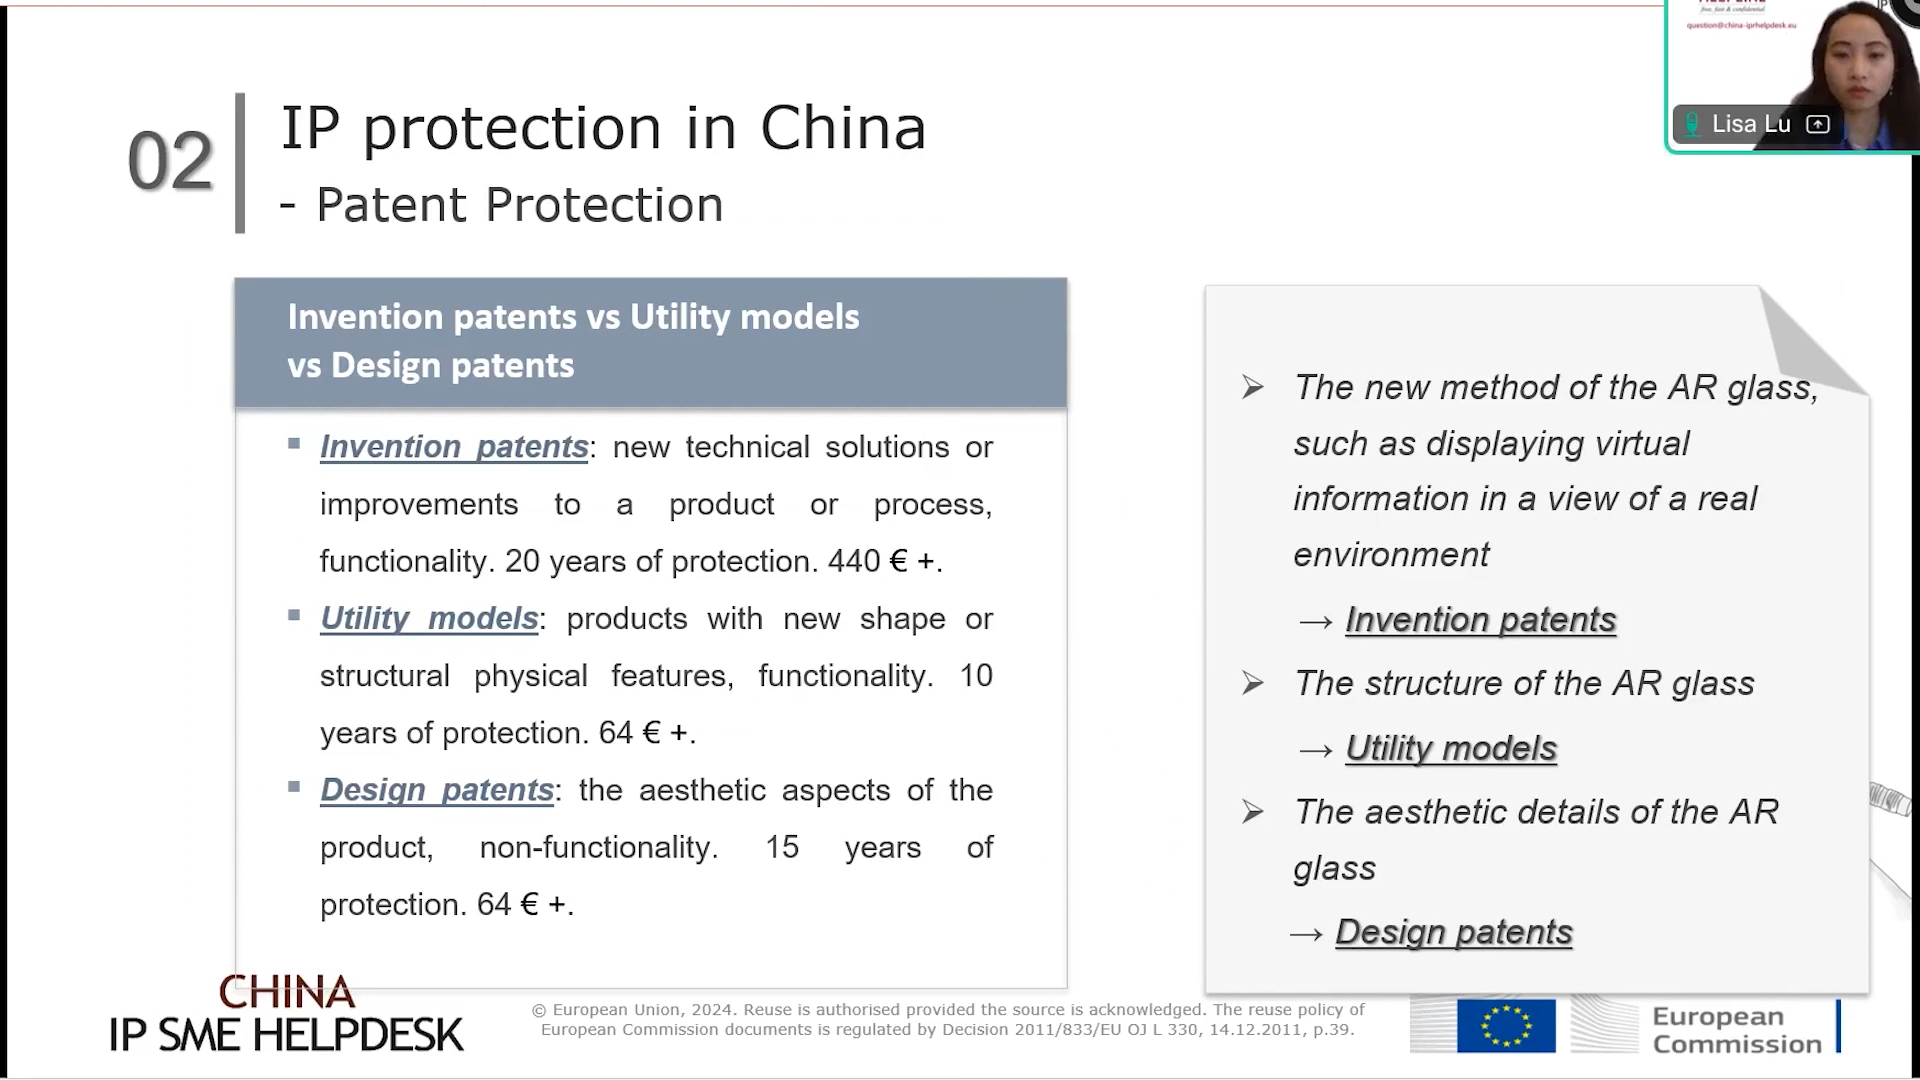 free, fast & confidential
question@china-iprhelpdesk.eu
Lisa Lu
02
IP protection in China
- Patent Protection
Invention patents vs Utility models
vs Design patents
Invention patents: new technical solutions or
improvements to a product or process,
functionality. 20 years of protection. 440 € +.
Utility models: products with new shape or
structural physical features, functionality. 10
years of protection. 64 € +.
Design patents: the aesthetic aspects of the
product, non-functionality. 15 years of
protection. 64 € +.
The new method of the AR glass,
such as displaying virtual
information in a view of a real
environment
→ Invention patents
The structure of the AR glass
→ Utility models
The aesthetic details of the AR
glass
→ Design patents
CHINA
IP SME HELPDESK
© European Union, 2024. Reuse is authorised provided the source is acknowledged. The reuse policy of
European Commission documents is regulated by Decision 2011/833/EU OJ L 330, 14.12.2011, p.39.
European
Commission